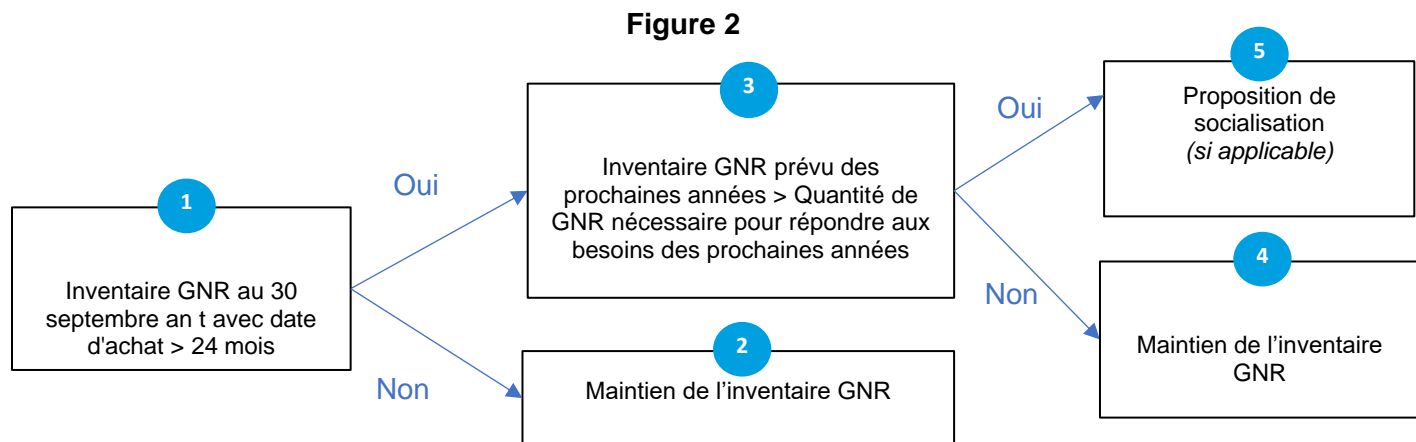 Figure 2
1
Inventaire GNR au 30
septembre an t avec date
d'achat > 24 mois
Oui
Non
3
Inventaire GNR prévu des
prochaines années > Quantité de
GNR nécessaire pour répondre aux
besoins des prochaines années
2
Maintien de l’inventaire GNR
Oui
Non
5
Proposition de
socialisation
(si applicable)
4
Maintien de l’inventaire
GNR